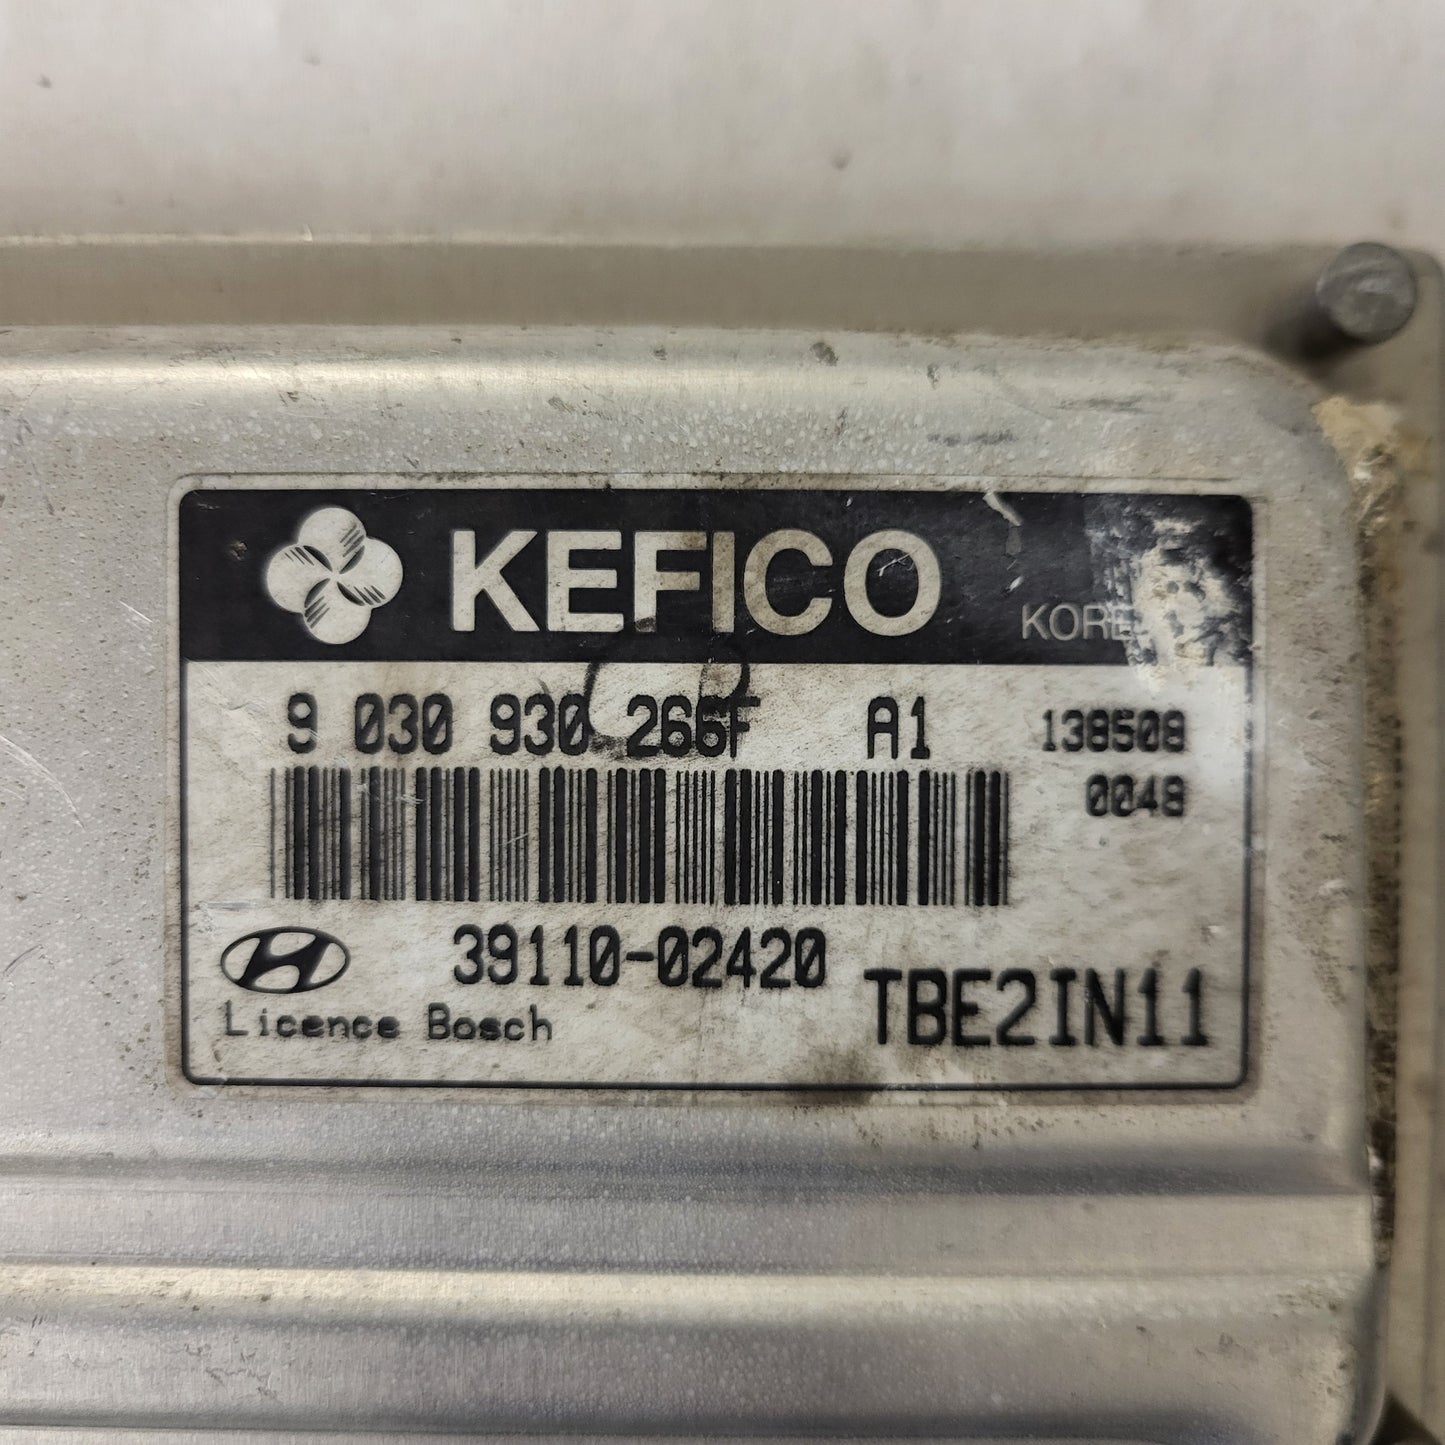 KEFICO
9 030 930 266F A1 138508
0048
39110-02420
TBE2IN11
Licence Bosch